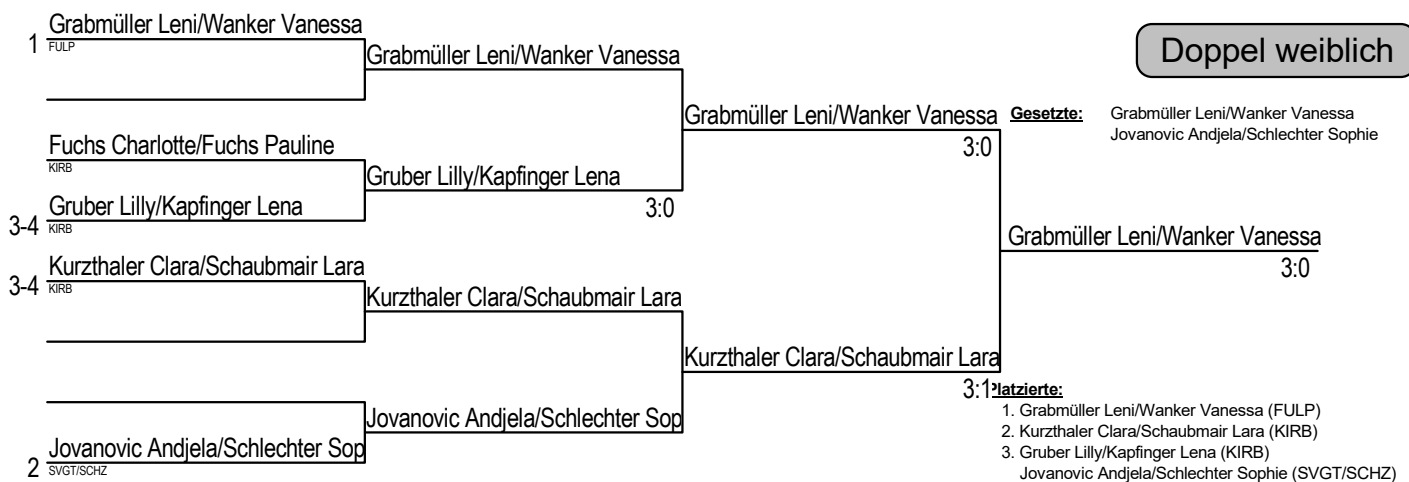 Doppel weiblich
1 Grabmüller Leni/Wanker Vanessa
FULP
Grabmüller Leni/Wanker Vanessa
Grabmüller Leni/Wanker Vanessa
3:0
Gesetzte: Grabmüller Leni/Wanker Vanessa
Jovanovic Andjela/Schlechter Sophie
Fuchs Charlotte/Fuchs Pauline
KIRB
Gruber Lilly/Kapfinger Lena
3:0
3-4 Gruber Lilly/Kapfinger Lena
KIRB
Grabmüller Leni/Wanker Vanessa
3:0
3-4 Kurzthaler Clara/Schaubmair Lara
KIRB
Kurzthaler Clara/Schaubmair Lara
Kurzthaler Clara/Schaubmair Lara
3:1
Jovanovic Andjela/Schlechter Sop
2 Jovanovic Andjela/Schlechter Sop
SVGT/SCHZ
Platzierte:
1. Grabmüller Leni/Wanker Vanessa (FULP)
2. Kurzthaler Clara/Schaubmair Lara (KIRB)
3. Gruber Lilly/Kapfinger Lena (KIRB)
Jovanovic Andjela/Schlechter Sophie (SVGT/SCHZ)